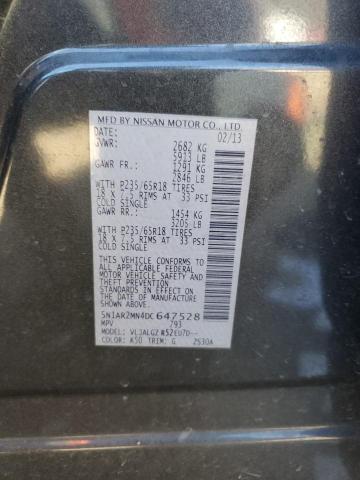 MFD BY NISSAN MOTOR CO., LTD.
DATE: 02/13
GVWR: 2682 KG
5913 LB
GAWR FR.: 1291 KG
2846 LB
WITH P235/65R18 TIRES
18 X 7.5 RIMS AT 33 PSI
COLD SINGLE
GAWR RR.: 1454 KG
3205 LB
WITH P235/65R18 TIRES
18 X 7.5 RIMS AT 33 PSI
COLD SINGLE
THIS VEHICLE CONFORMS TO ALL
APPLICABLE U.S. FEDERAL
MOTOR VEHICLE SAFETY
STANDARDS IN EFFECT ON THE
DATE OF MANUFACTURE
SHOWN ABOVE.
5N1AR2MN4DC647528
MPV 793
MODEL: VLJALGZ R52EU7D--
COLOR: K50 TRIM: G ZS30A